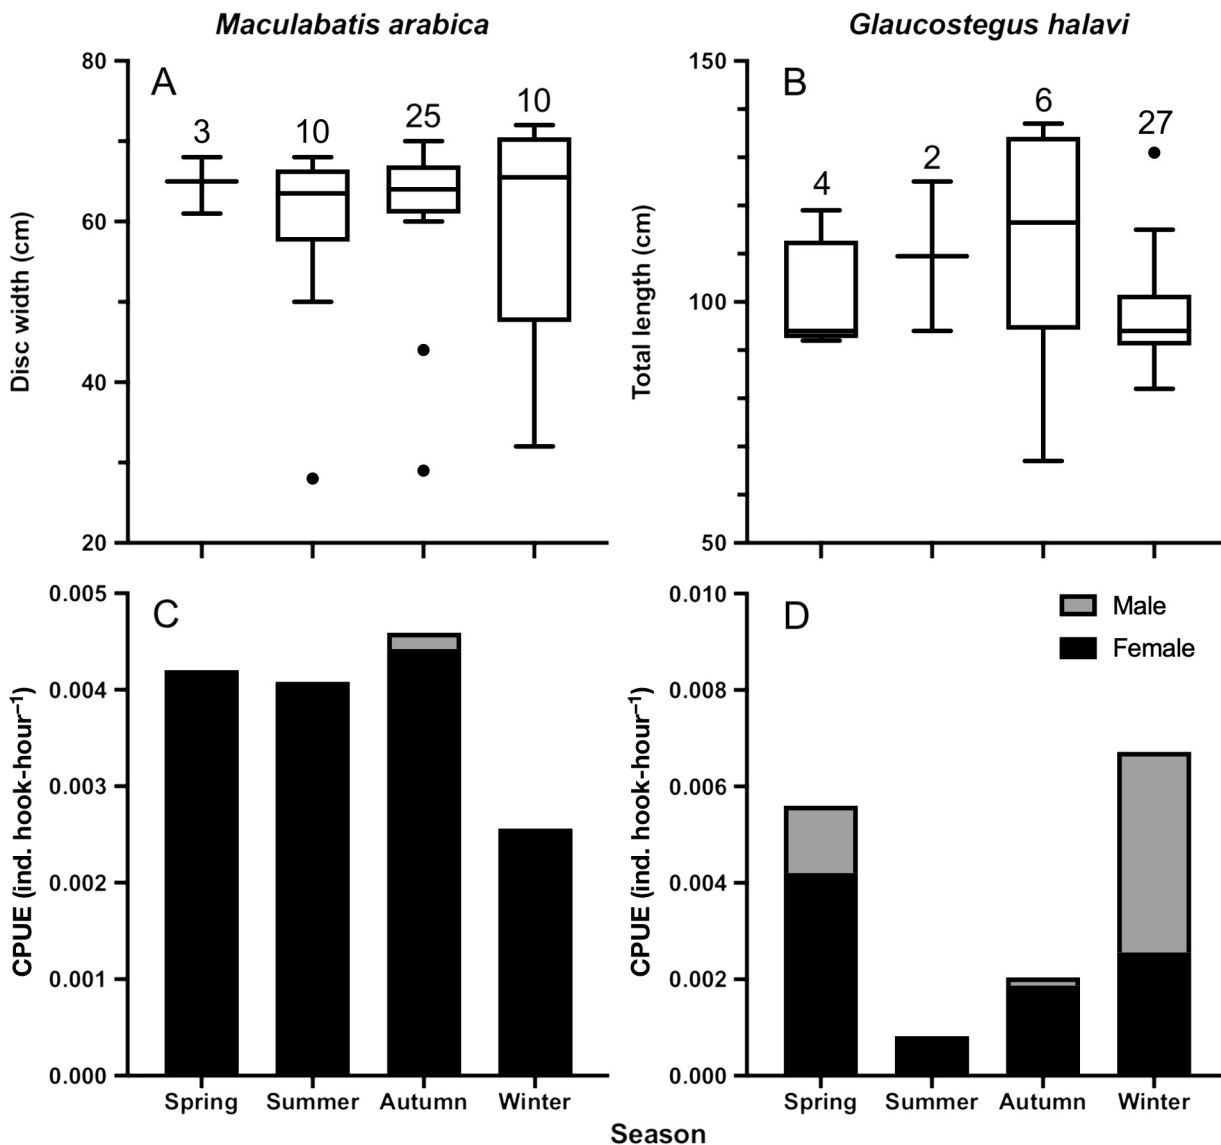 Maculabatis arabica
Glaucostegus halavi
A
3
10
25
10
80
60
40
20
Disc width (cm)
B
4
2
6
27
150
100
50
Total length (cm)
C
0.005
0.004
0.003
0.002
0.001
0.000
CPUE (ind. hook-hour⁻¹)
Spring Summer Autumn Winter
D
Male
Female
0.010
0.008
0.006
0.004
0.002
0.000
CPUE (ind. hook-hour⁻¹)
Spring Summer Autumn Winter
Season